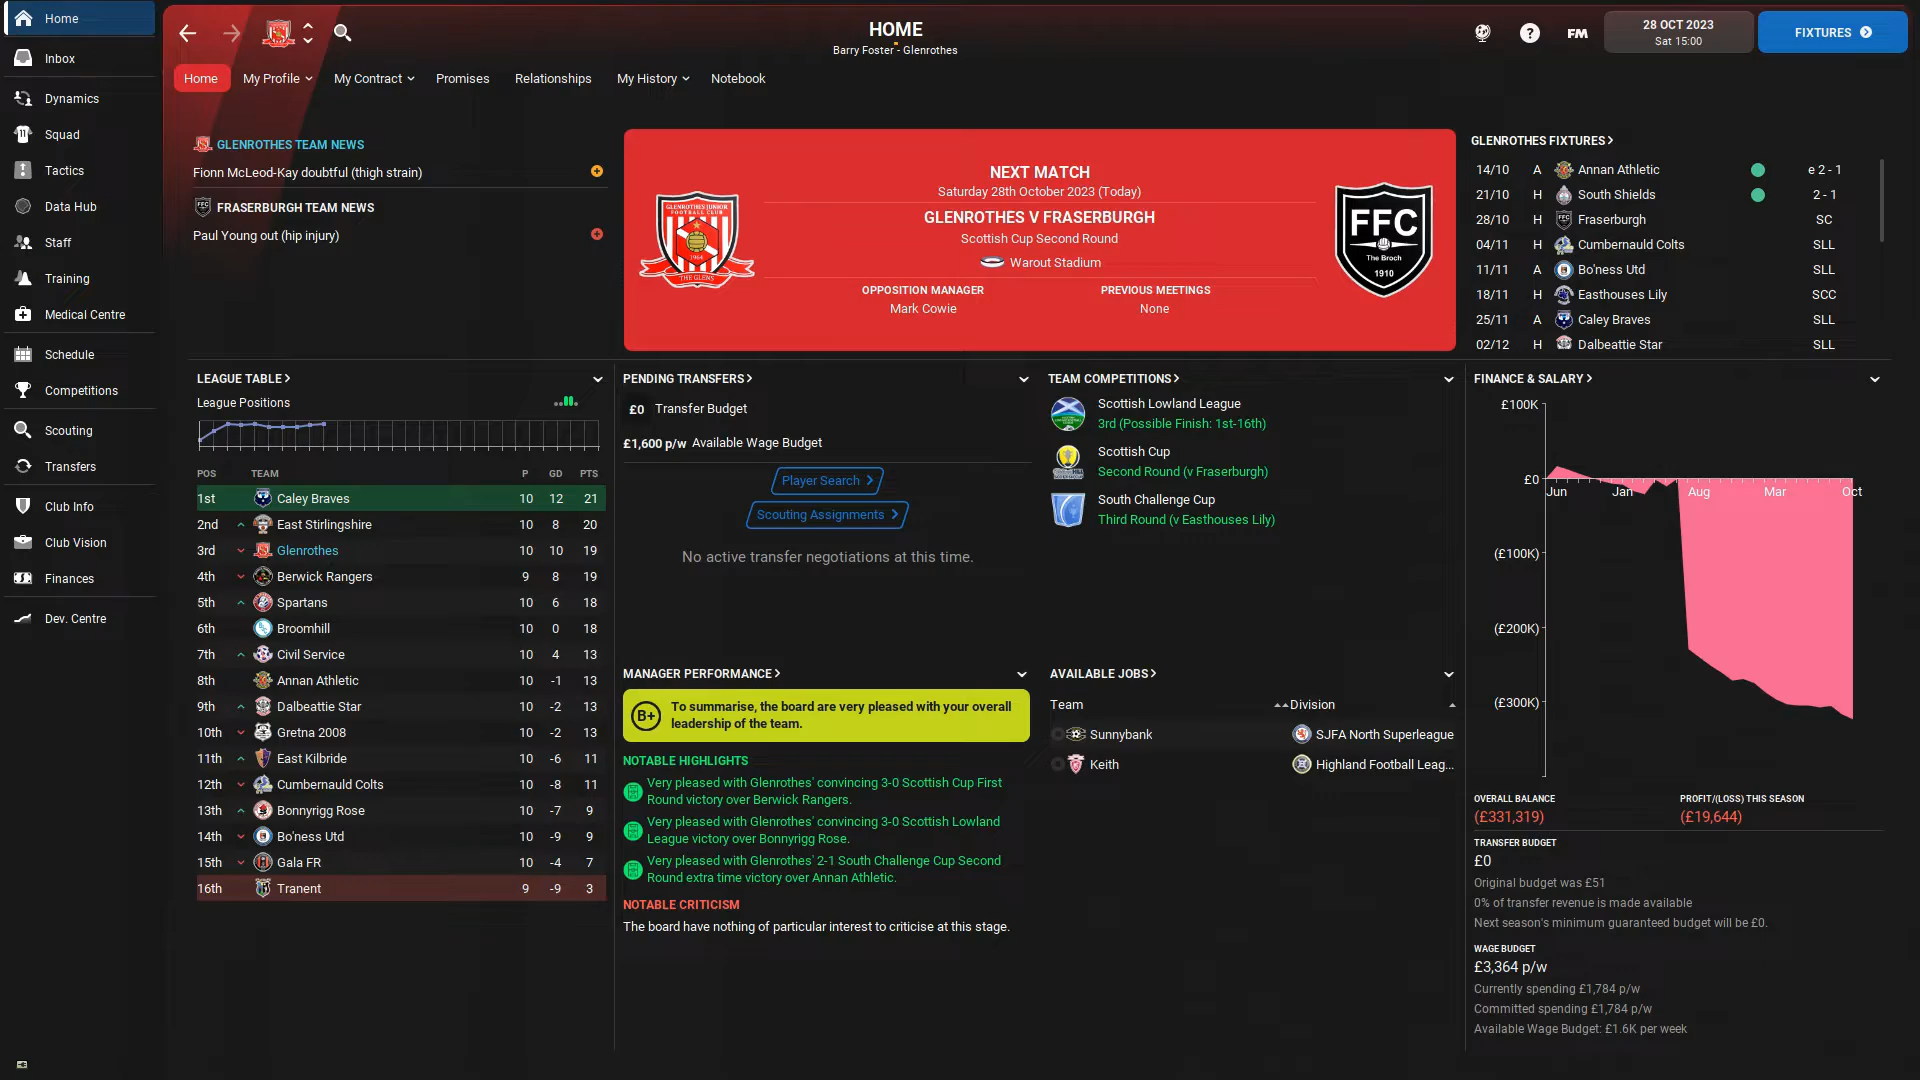 Home
Inbox
Dynamics
Squad
Tactics
Data Hub
Staff
Training
Medical Centre
Schedule
Competitions
Scouting
Transfers
Club Info
Club Vision
Finances
Dev. Centre
HOME
Barry Foster - Glenrothes
FM
28 OCT 2023
Sat 15:00
FIXTURES
Home My Profile My Contract Promises Relationships My History Notebook
GLENROTHES TEAM NEWS
Fionn McLeod-Kay doubtful (thigh strain)
FRASERBURGH TEAM NEWS
Paul Young out (hip injury)
GLENROTHES JUNIOR
FOOTBALL CLUB
1964
THE GLENS
NEXT MATCH
Saturday 28th October 2023 (Today)
GLENROTHES V FRASERBURGH
Scottish Cup Second Round
Warout Stadium
OPPOSITION MANAGER
Mark Cowie
PREVIOUS MEETINGS
None
FFC
The Broch
1910
GLENROTHES FIXTURES
14/10 A Annan Athletic e 2 - 1
21/10 H South Shields 2 - 1
28/10 H Fraserburgh SC
04/11 H Cumbernauld Colts SLL
11/11 A Bo'ness Utd SLL
18/11 H Easthouses Lily SCC
25/11 A Caley Braves SLL
02/12 H Dalbeattie Star SLL
LEAGUE TABLE
League Positions
POS TEAM P GD PTS
1st Caley Braves 10 12 21
2nd East Stirlingshire 10 8 20
3rd Glenrothes 10 10 19
4th Berwick Rangers 9 8 19
5th Spartans 10 6 18
6th Broomhill 10 0 18
7th Civil Service 10 4 13
8th Annan Athletic 10 -1 13
9th Dalbeattie Star 10 -2 13
10th Gretna 2008 10 -2 13
11th East Kilbride 10 -6 11
12th Cumbernauld Colts 10 -8 11
13th Bonnyrigg Rose 10 -7 9
14th Bo'ness Utd 10 -9 9
15th Gala FR 10 -4 7
16th Tranent 9 -9 3
PENDING TRANSFERS
£0 Transfer Budget
£1,600 p/w Available Wage Budget
Player Search
Scouting Assignments
No active transfer negotiations at this time.
TEAM COMPETITIONS
Scottish Lowland League
3rd (Possible Finish: 1st-16th)
Scottish Cup
Second Round (v Fraserburgh)
South Challenge Cup
Third Round (v Easthouses Lily)
MANAGER PERFORMANCE
B+
To summarise, the board are very pleased with your overall
leadership of the team.
NOTABLE HIGHLIGHTS
Very pleased with Glenrothes' convincing 3-0 Scottish Cup First
Round victory over Berwick Rangers.
Very pleased with Glenrothes' convincing 3-0 Scottish Lowland
League victory over Bonnyrigg Rose.
Very pleased with Glenrothes' 2-1 South Challenge Cup Second
Round extra time victory over Annan Athletic.
NOTABLE CRITICISM
The board have nothing of particular interest to criticise at this stage.
AVAILABLE JOBS
Team Division
Sunnybank SJFA North Superleague
Keith Highland Football Leag...
FINANCE & SALARY
£100K
£0
(£100K)
(£200K)
(£300K)
Jun Jan Aug Mar Oct
OVERALL BALANCE
(£331,319)
PROFIT/(LOSS) THIS SEASON
(£19,644)
TRANSFER BUDGET
£0
Original budget was £51
0% of transfer revenue is made available
Next season's minimum guaranteed budget will be £0.
WAGE BUDGET
£3,364 p/w
Currently spending £1,784 p/w
Committed spending £1,784 p/w
Available Wage Budget: £1.6K per week